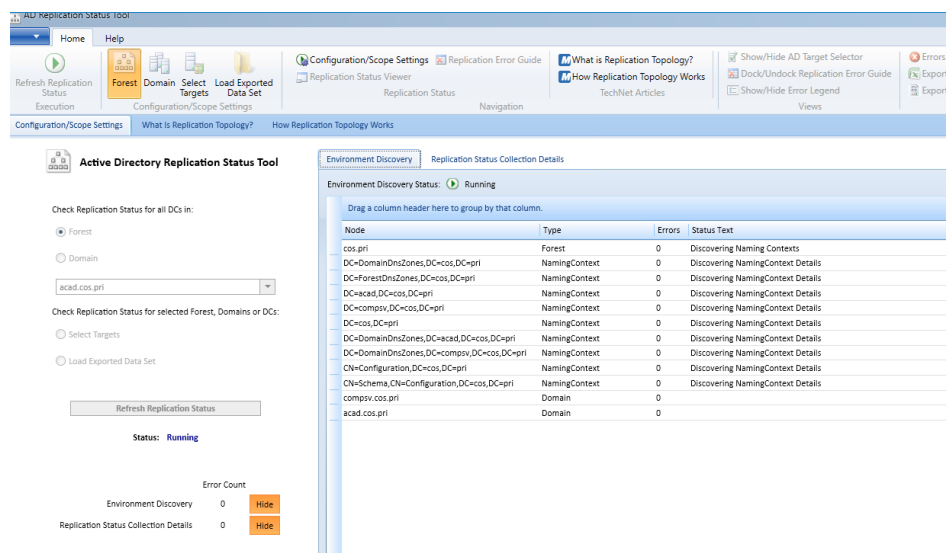 AD Replication Status Tool
Home Help
Refresh Replication Status
Execution
Forest Domain Select Targets Load Exported Data Set
Configuration/Scope Settings
Configuration/Scope Settings Replication Error Guide
Replication Status Viewer
Replication Status
Navigation
What is Replication Topology?
How Replication Topology Works
TechNet Articles
Show/Hide AD Target Selector
Dock/Undock Replication Error Guide
Show/Hide Error Legend
Views
Errors
Export
Export
Configuration/Scope Settings What Is Replication Topology? How Replication Topology Works
Active Directory Replication Status Tool
Check Replication Status for all DCs in:
Forest
Domain
acad.cos.pri
Check Replication Status for selected Forest, Domains or DCs:
Select Targets
Load Exported Data Set
Refresh Replication Status
Status: Running
Error Count
Environment Discovery 0 Hide
Replication Status Collection Details 0 Hide
Environment Discovery Replication Status Collection Details
Environment Discovery Status: Running
Drag a column header here to group by that column.
Node Type Errors Status Text
cos.pri Forest 0 Discovering Naming Contexts
DC=DomainDnsZones,DC=cos,DC=pri NamingContext 0 Discovering NamingContext Details
DC=ForestDnsZones,DC=cos,DC=pri NamingContext 0 Discovering NamingContext Details
DC=acad,DC=cos,DC=pri NamingContext 0 Discovering NamingContext Details
DC=compsv,DC=cos,DC=pri NamingContext 0 Discovering NamingContext Details
DC=cos,DC=pri NamingContext 0 Discovering NamingContext Details
DC=DomainDnsZones,DC=acad,DC=cos,DC=pri NamingContext 0 Discovering NamingContext Details
DC=DomainDnsZones,DC=compsv,DC=cos,DC=pri NamingContext 0 Discovering NamingContext Details
CN=Configuration,DC=cos,DC=pri NamingContext 0 Discovering NamingContext Details
CN=Schema,CN=Configuration,DC=cos,DC=pri NamingContext 0 Discovering NamingContext Details
compsv.cos.pri Domain 0
acad.cos.pri Domain 0